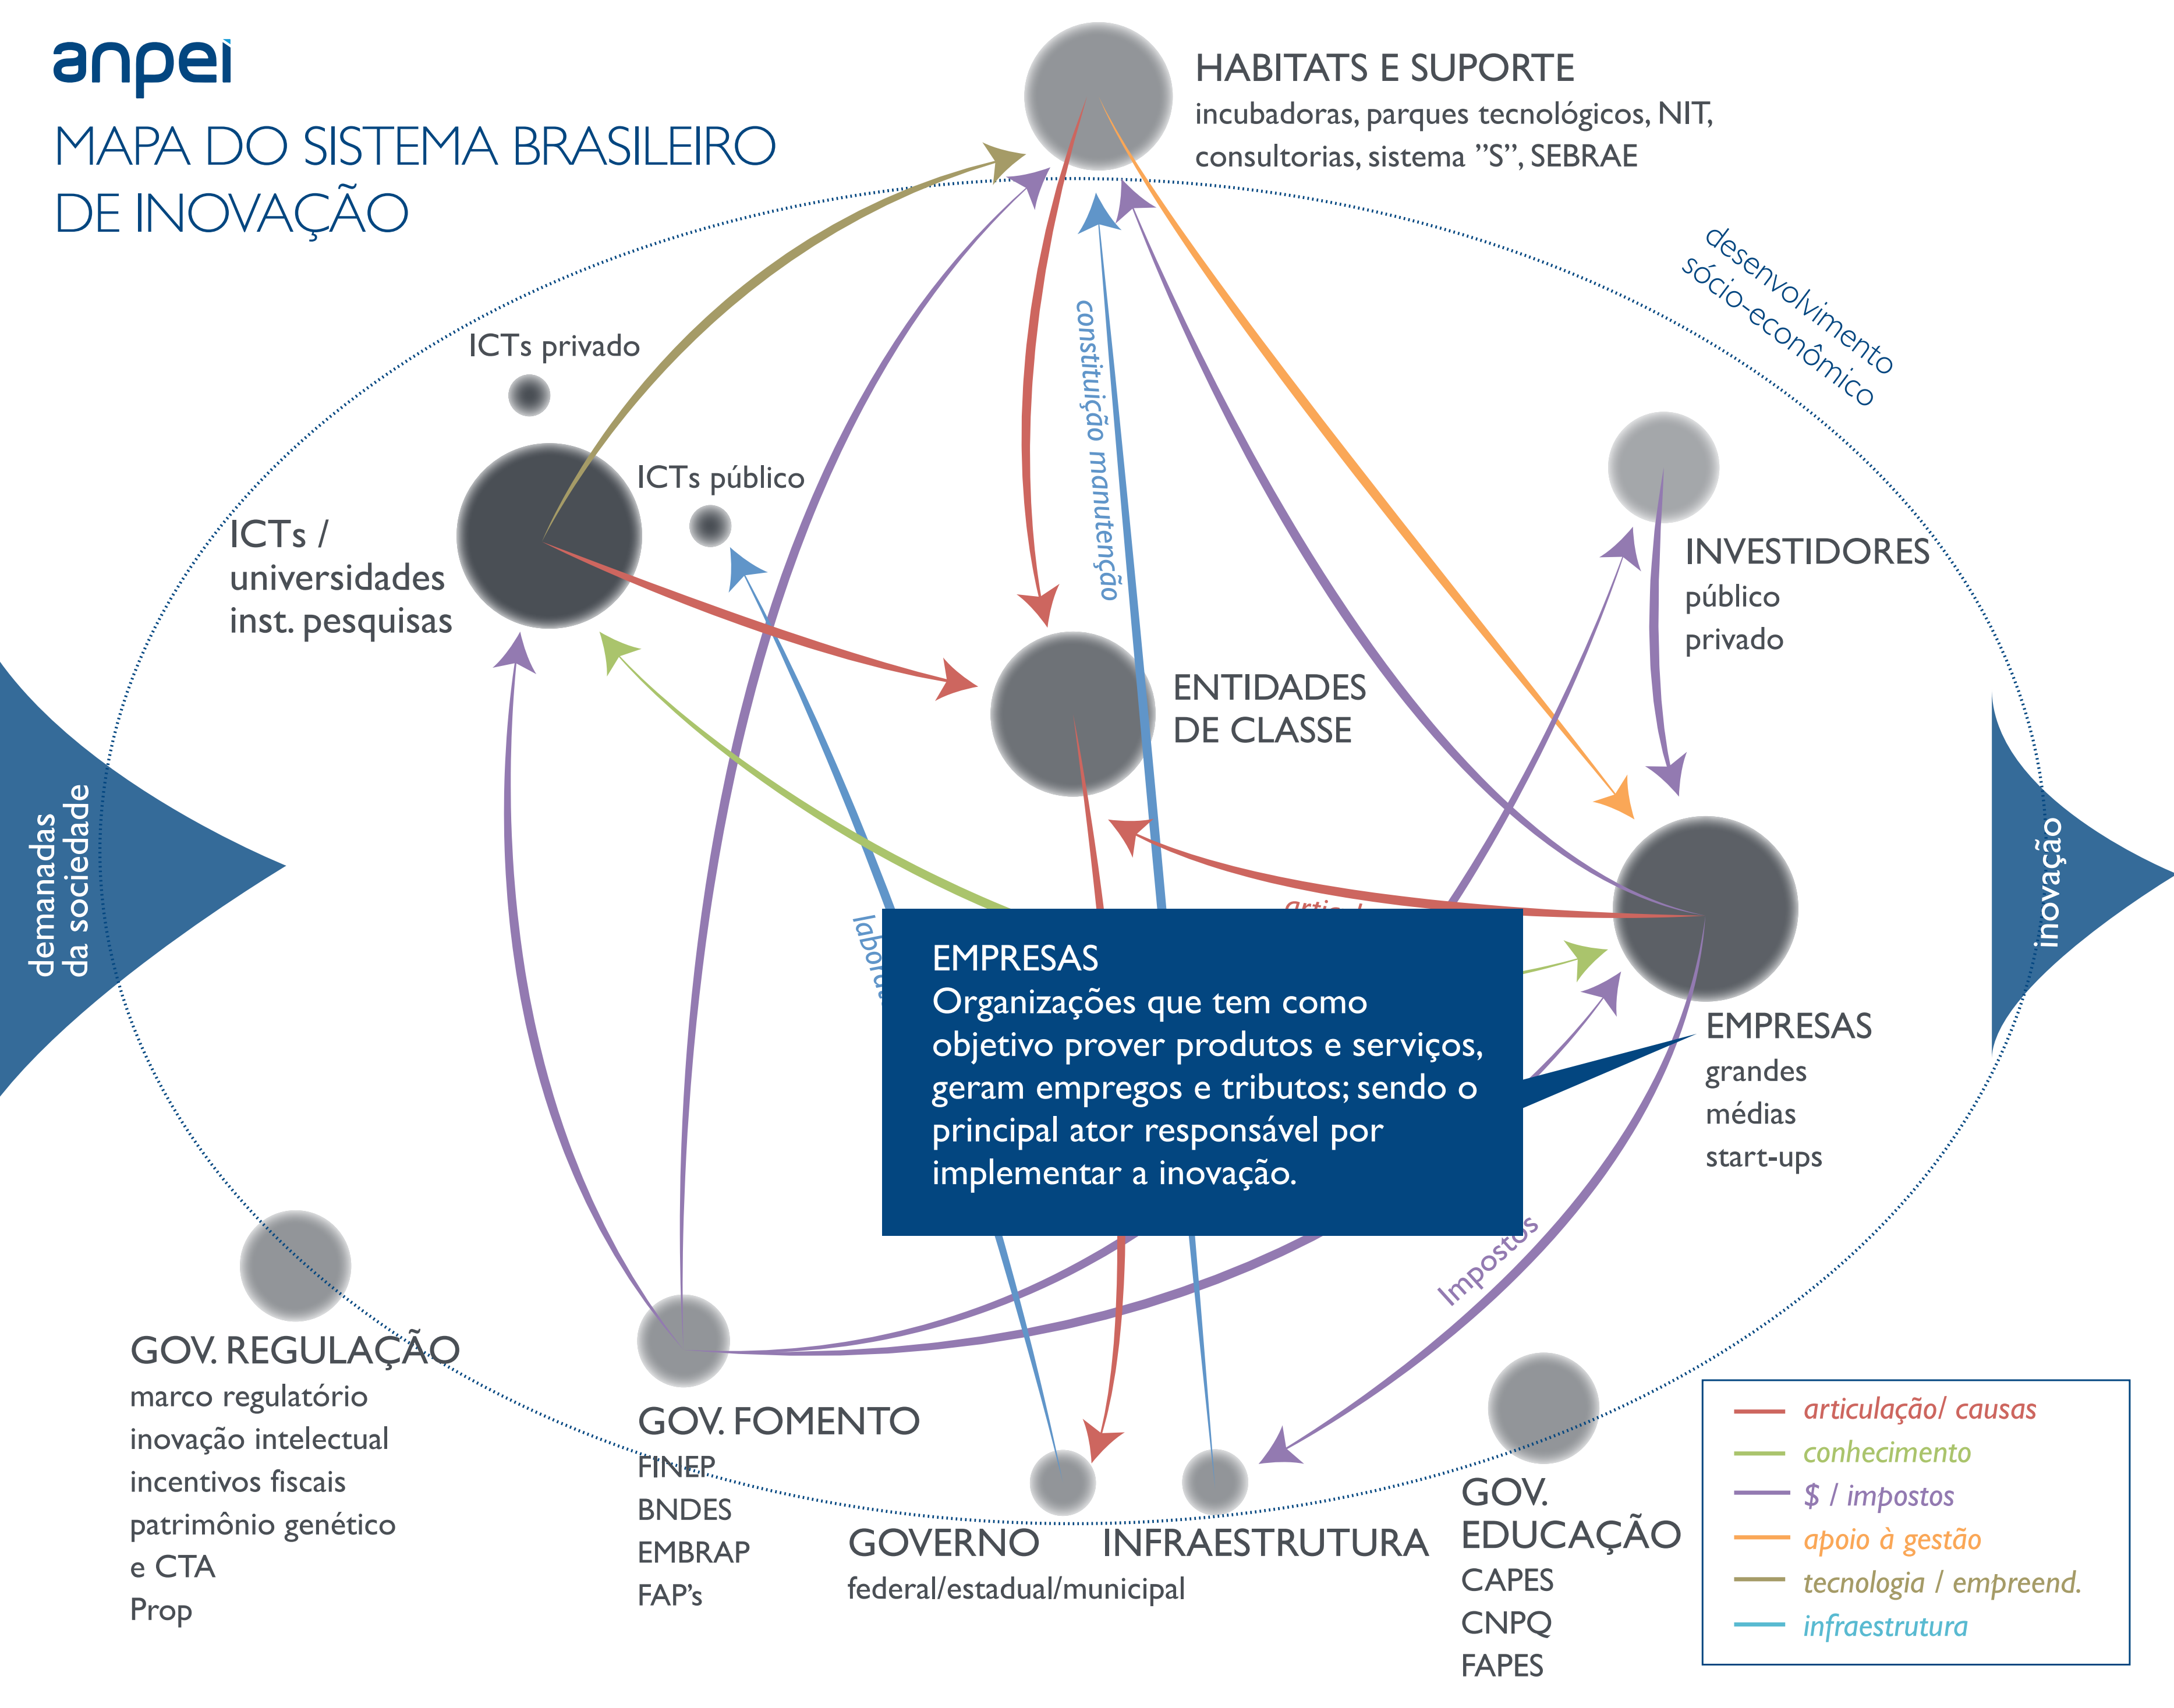 anpei
MAPA DO SISTEMA BRASILEIRO
DE INOVAÇÃO
HABITATS E SUPORTE
incubadoras, parques tecnológicos, NIT,
consultorias, sistema ”S”, SEBRAE
desenvolvimento
sócio-econômico
ICTs privado
ICTs público
ICTs /
universidades
inst. pesquisas
constituição manutenção
INVESTIDORES
público
privado
ENTIDADES
DE CLASSE
demanadas
da sociedade
inovação
EMPRESAS
Organizações que tem como
objetivo prover produtos e serviços,
geram empregos e tributos; sendo o
principal ator responsável por
implementar a inovação.
EMPRESAS
grandes
médias
start-ups
Impostos
GOV. REGULAÇÃO
marco regulatório
inovação intelectual
incentivos fiscais
patrimônio genético
e CTA
Prop
GOV. FOMENTO
FINEP
BNDES
EMBRAP
FAP’s
GOVERNO
federal/estadual/municipal
INFRAESTRUTURA
GOV.
EDUCAÇÃO
CAPES
CNPQ
FAPES
articulação/ causas
conhecimento
$ / impostos
apoio à gestão
tecnologia / empreend.
infraestrutura